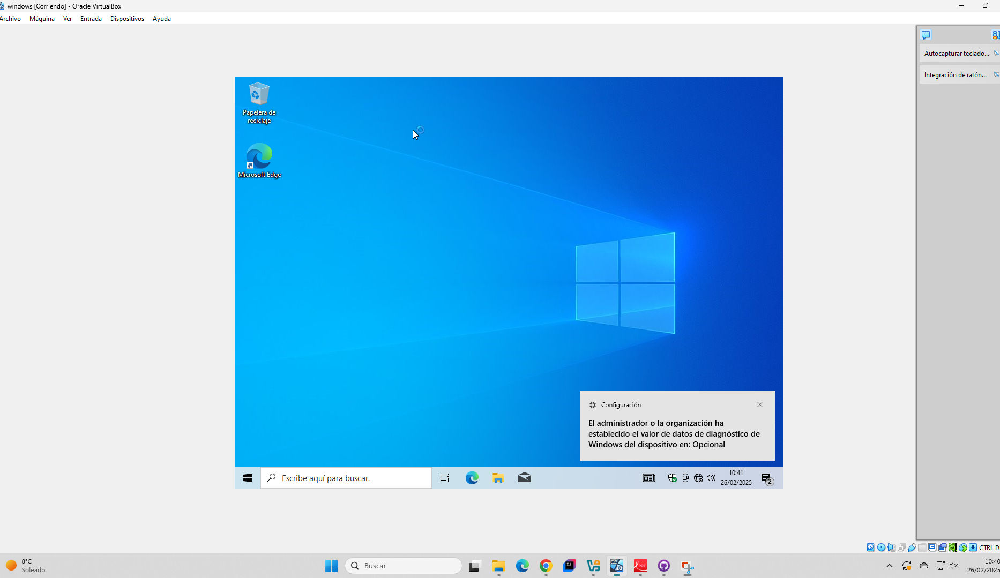 windows [Corriendo] - Oracle VirtualBox
Archivo Máquina Ver Entrada Dispositivos Ayuda
Autocapturar teclado...
Integración de ratón...
Papelera de
reciclaje
Microsoft Edge
Configuración
El administrador o la organización ha
establecido el valor de datos de diagnóstico de
Windows del dispositivo en: Opcional
Escribe aquí para buscar.
10:41
26/02/2025
2
CTRL D
8°C
Soleado
Buscar
10:40
26/02/2025